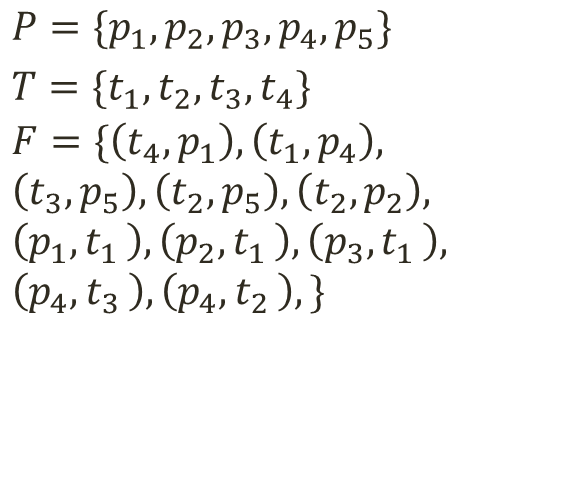 P = {p₁, p₂, p₃, p₄, p₅}
T = {t₁, t₂, t₃, t₄}
F = {(t₄, p₁), (t₁, p₄),
(t₃, p₅), (t₂, p₅), (t₂, p₂),
(p₁, t₁ ), (p₂, t₁ ), (p₃, t₁ ),
(p₄, t₃ ), (p₄, t₂ ), }